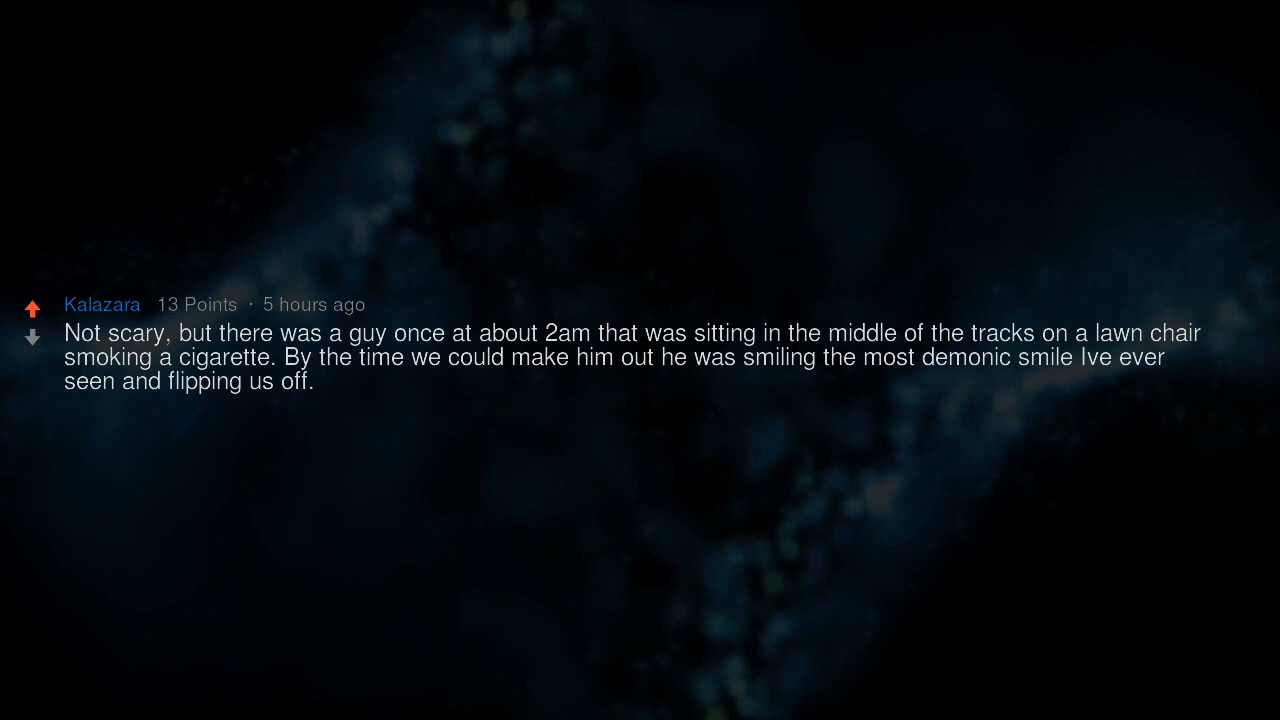 Kalazara 13 Points · 5 hours ago
Not scary, but there was a guy once at about 2am that was sitting in the middle of the tracks on a lawn chair
smoking a cigarette. By the time we could make him out he was smiling the most demonic smile Ive ever
seen and flipping us off.